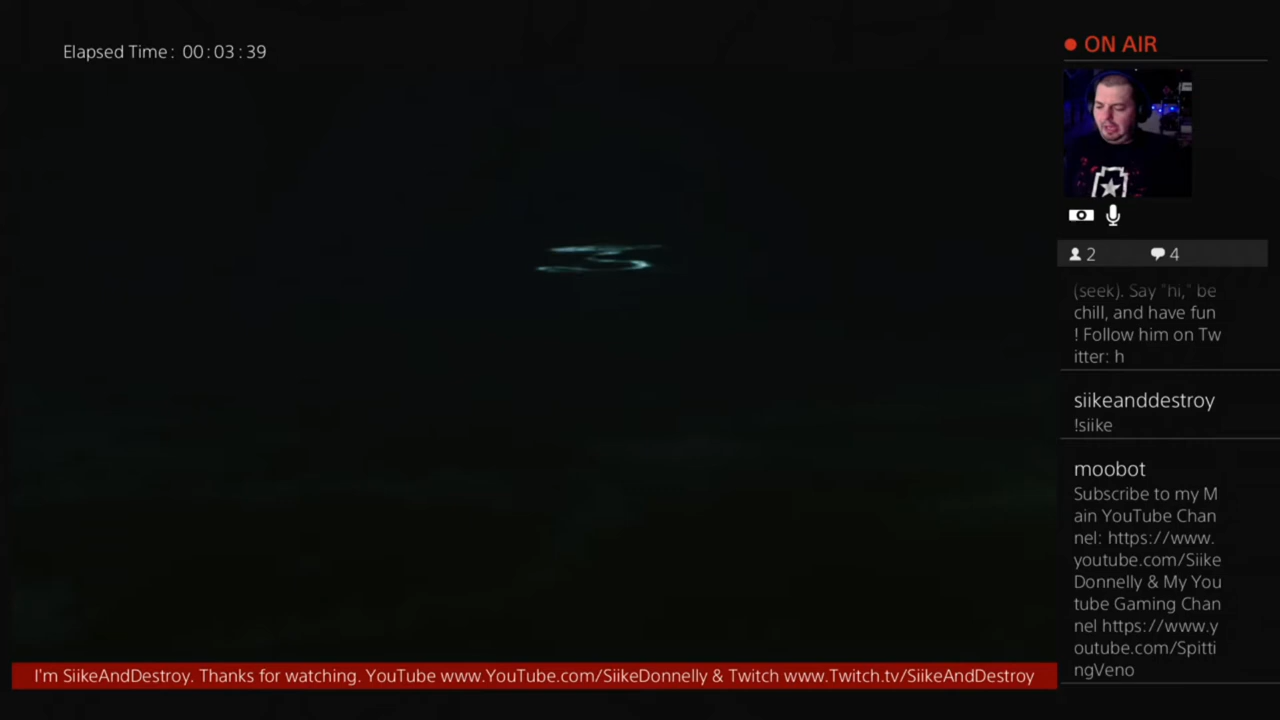 Elapsed Time: 00:03:39
ON AIR
2 4
(seek). Say "hi," be
chill, and have fun
! Follow him on Tw
itter: h
siikeanddestroy
!siike
moobot
Subscribe to my M
ain YouTube Chan
nel: https://www.
youtube.com/Siike
Donnelly & My You
tube Gaming Chan
nel https://www.y
outube.com/Spitti
ngVeno
I'm SiikeAndDestroy. Thanks for watching. YouTube www.YouTube.com/SiikeDonnelly & Twitch www.Twitch.tv/SiikeAndDestroy